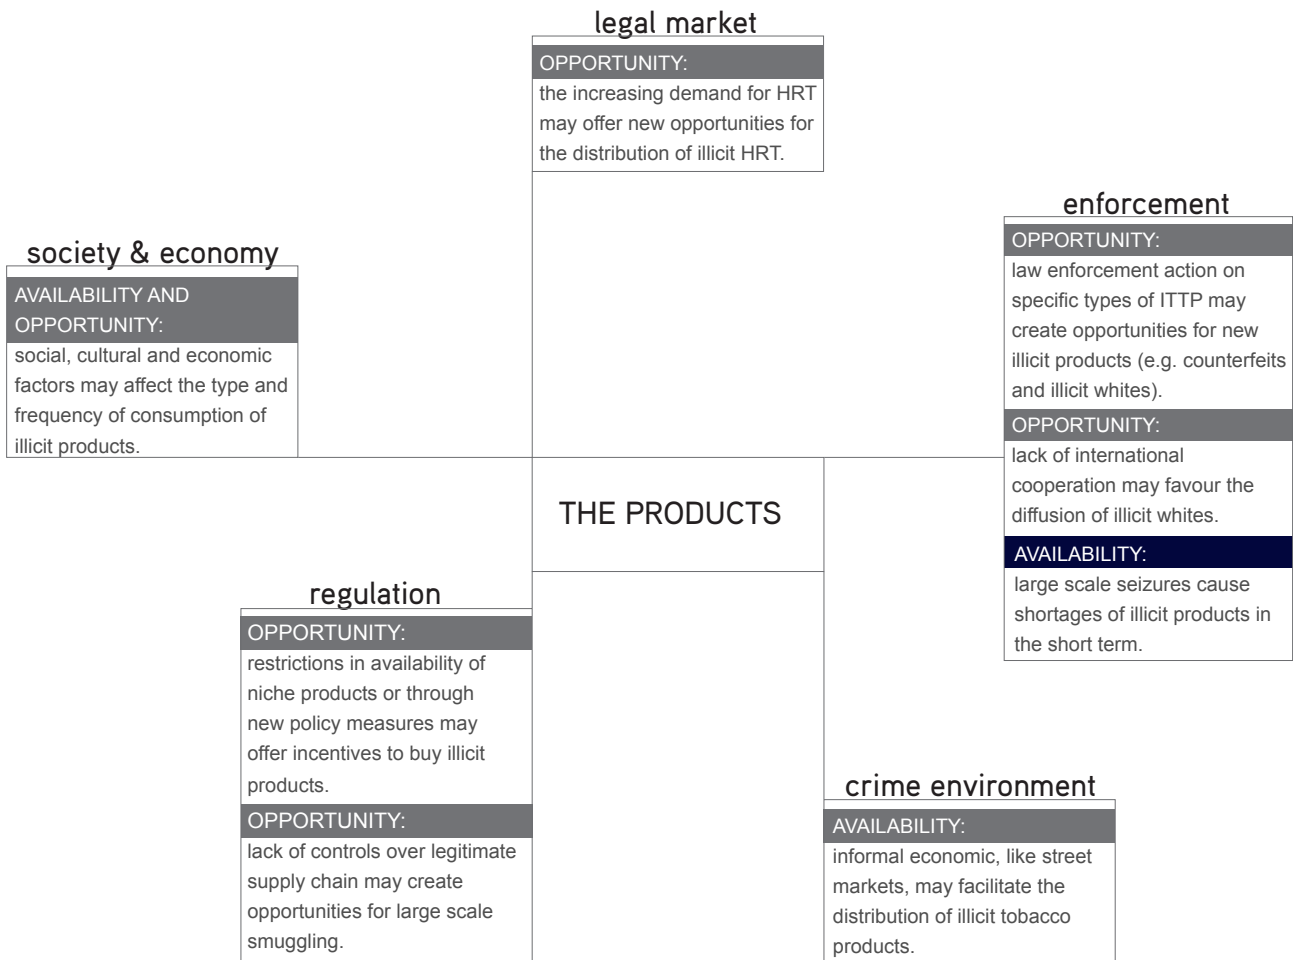 legal market
OPPORTUNITY:
the increasing demand for HRT
may offer new opportunities for
the distribution of illicit HRT.
enforcement
OPPORTUNITY:
law enforcement action on
specific types of ITTP may
create opportunities for new
illicit products (e.g. counterfeits
and illicit whites).
OPPORTUNITY:
lack of international
cooperation may favour the
diffusion of illicit whites.
AVAILABILITY:
large scale seizures cause
shortages of illicit products in
the short term.
society & economy
AVAILABILITY AND
OPPORTUNITY:
social, cultural and economic
factors may affect the type and
frequency of consumption of
illicit products.
THE PRODUCTS
regulation
OPPORTUNITY:
restrictions in availability of
niche products or through
new policy measures may
offer incentives to buy illicit
products.
OPPORTUNITY:
lack of controls over legitimate
supply chain may create
opportunities for large scale
smuggling.
crime environment
AVAILABILITY:
informal economic, like street
markets, may facilitate the
distribution of illicit tobacco
products.